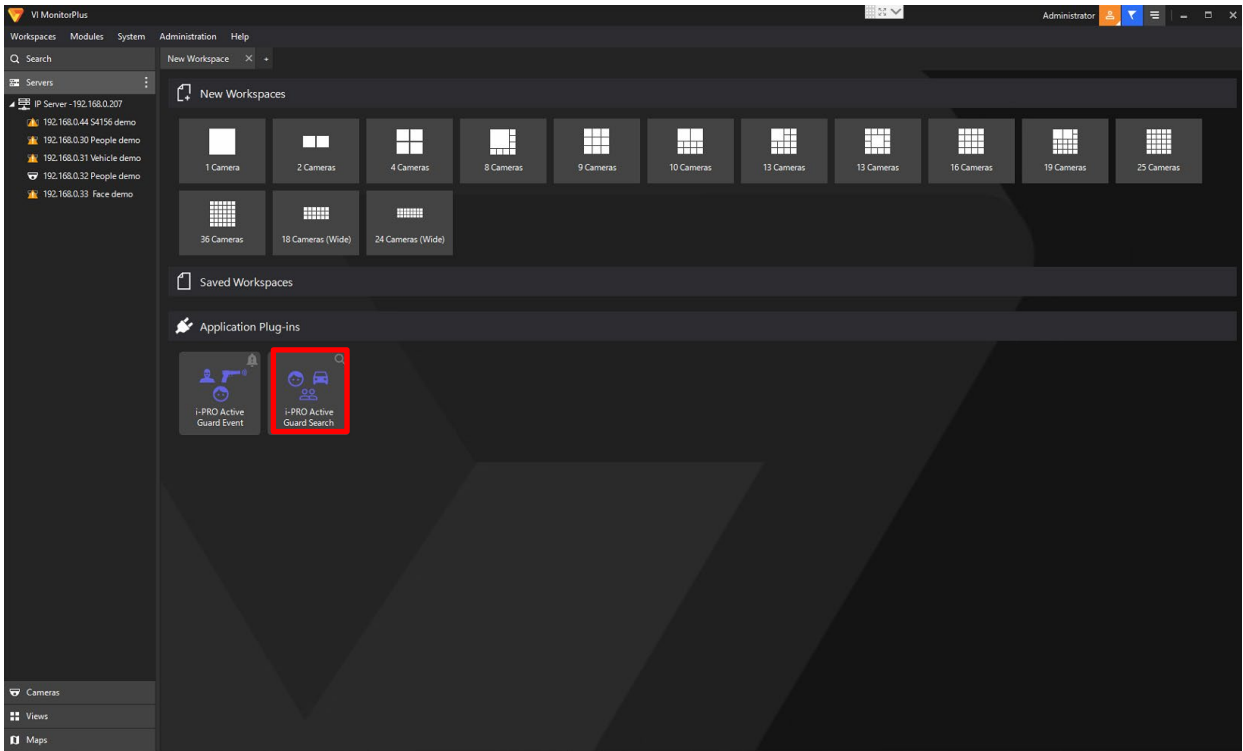 VI MonitorPlus
Administrator
Workspaces Modules System Administration Help
Search
New Workspace
Servers
IP Server -192.168.0.207
192.168.0.44 S4156 demo
192.168.0.30 People demo
192.168.0.31 Vehicle demo
192.168.0.32 People demo
192.168.0.33 Face demo
New Workspaces
1 Camera
2 Cameras
4 Cameras
8 Cameras
9 Cameras
10 Cameras
13 Cameras
13 Cameras
16 Cameras
19 Cameras
25 Cameras
36 Cameras
18 Cameras (Wide)
24 Cameras (Wide)
Saved Workspaces
Application Plug-ins
i-PRO Active
Guard Event
i-PRO Active
Guard Search
Cameras
Views
Maps